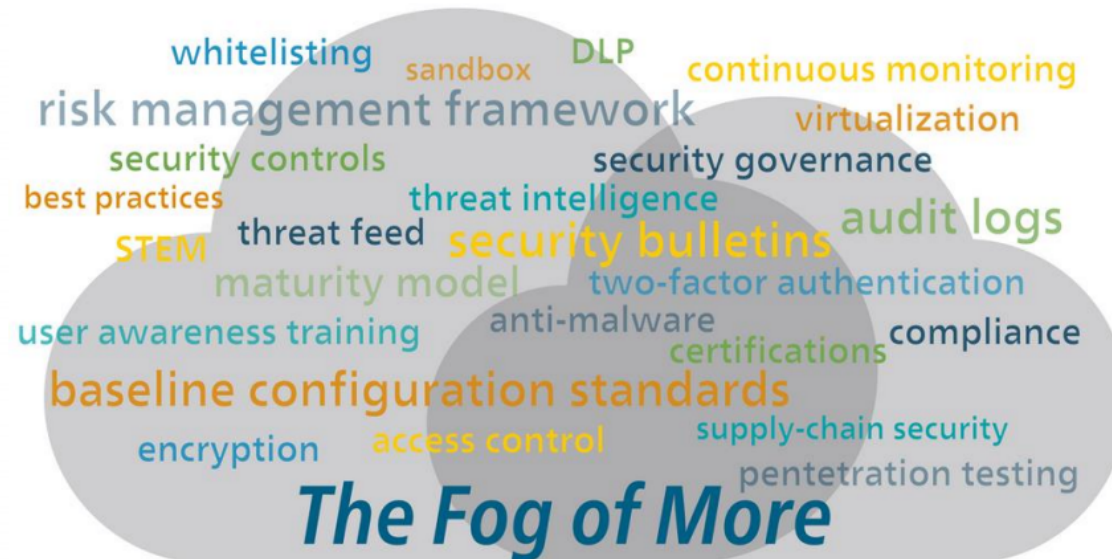 whitelisting
sandbox
DLP
continuous monitoring
risk management framework
virtualization
security controls
security governance
best practices
threat intelligence
audit logs
STEM
threat feed
security bulletins
maturity model
two-factor authentication
user awareness training
anti-malware
compliance
certifications
baseline configuration standards
encryption
access control
supply-chain security
pentetration testing
The Fog of More